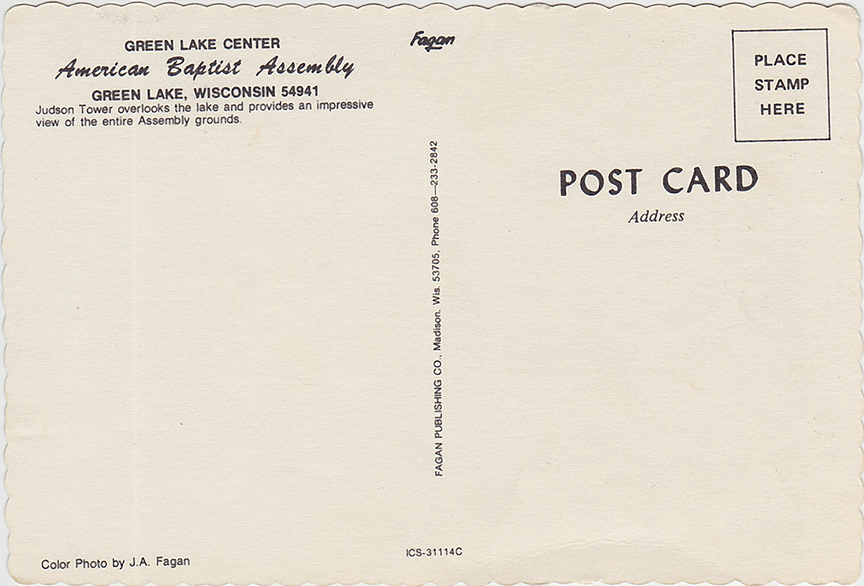 GREEN LAKE CENTER
American Baptist Assembly
GREEN LAKE, WISCONSIN 54941
Judson Tower overlooks the lake and provides an impressive
view of the entire Assembly grounds.
Fagan
PLACE
STAMP
HERE
FAGAN PUBLISHING CO., Madison, Wis. 53705, Phone 608—233-2842
POST CARD
Address
Color Photo by J.A. Fagan
ICS-31114C